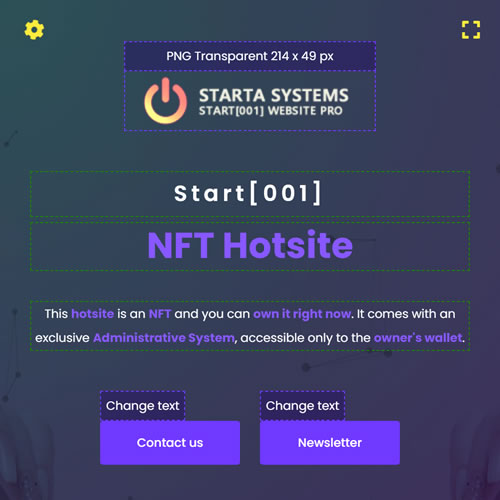 PNG Transparent 214 x 49 px
STARTA SYSTEMS
START[001] WEBSITE PRO
Start[001]
NFT Hotsite
This hotsite is an NFT and you can own it right now. It comes with an
exclusive Administrative System, accessible only to the owner's wallet.
Change text
Change text
Contact us
Newsletter